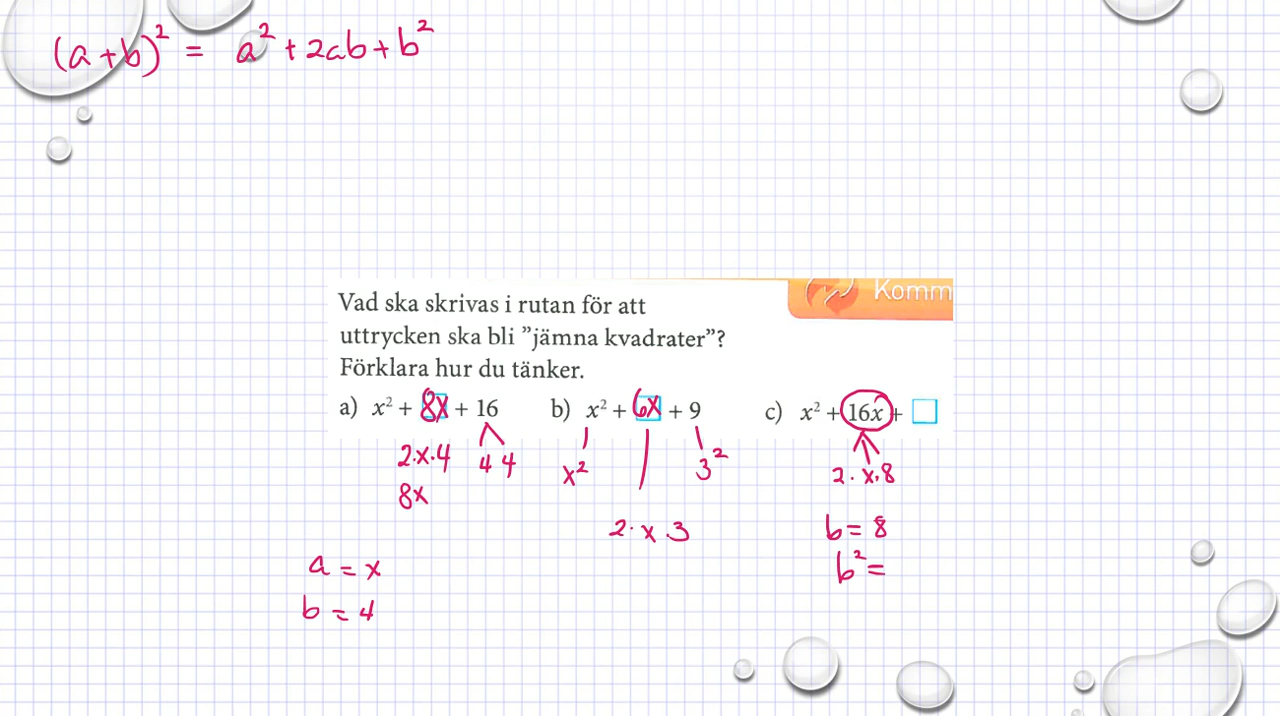 (a+b)² = a² + 2ab + b²
Komm
Vad ska skrivas i rutan för att
uttrycken ska bli ”jämna kvadrater”?
Förklara hur du tänker.
a) x² + 8x + 16 b) x² + 6x + 9 c) x² + 16x + □
2·x·4 4 4 x² 3² 2·x·8
8x
2·x·3 b = 8
a = x b² =
b = 4